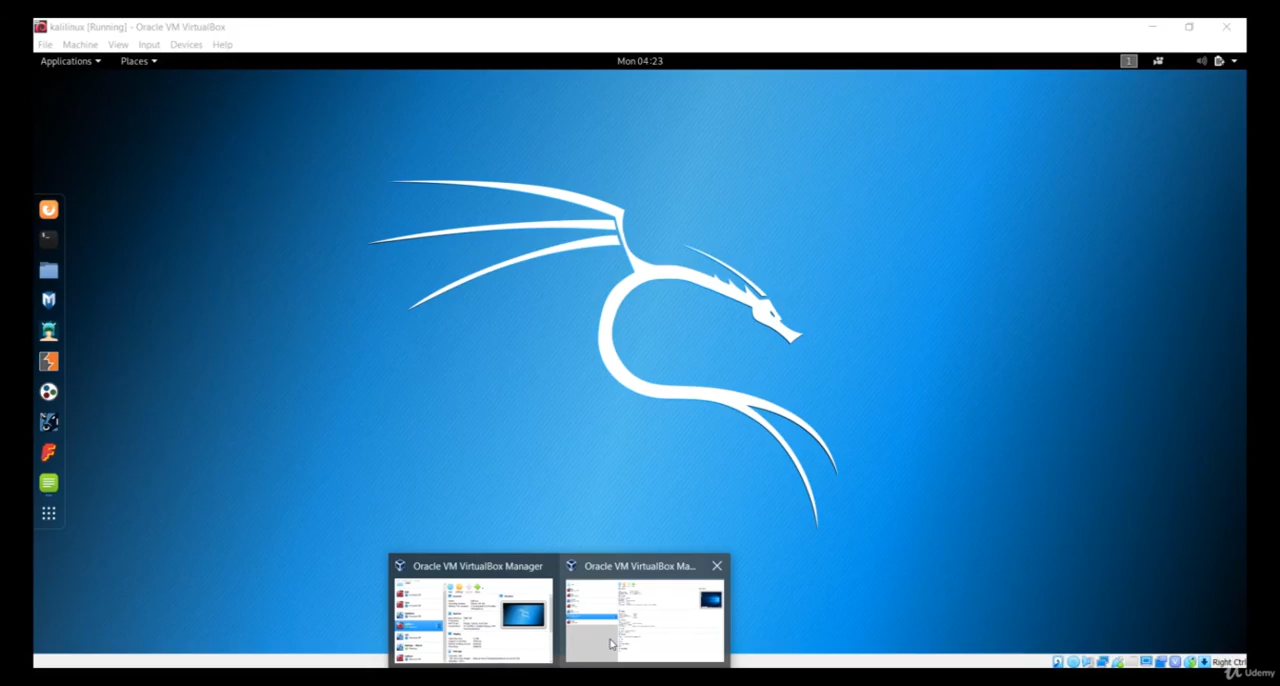 kalilinux [Running] - Oracle VM VirtualBox
File Machine View Input Devices Help
Applications Places Mon 04:23 1
Oracle VM VirtualBox Manager Oracle VM VirtualBox Ma...
Right Ctrl
Udemy